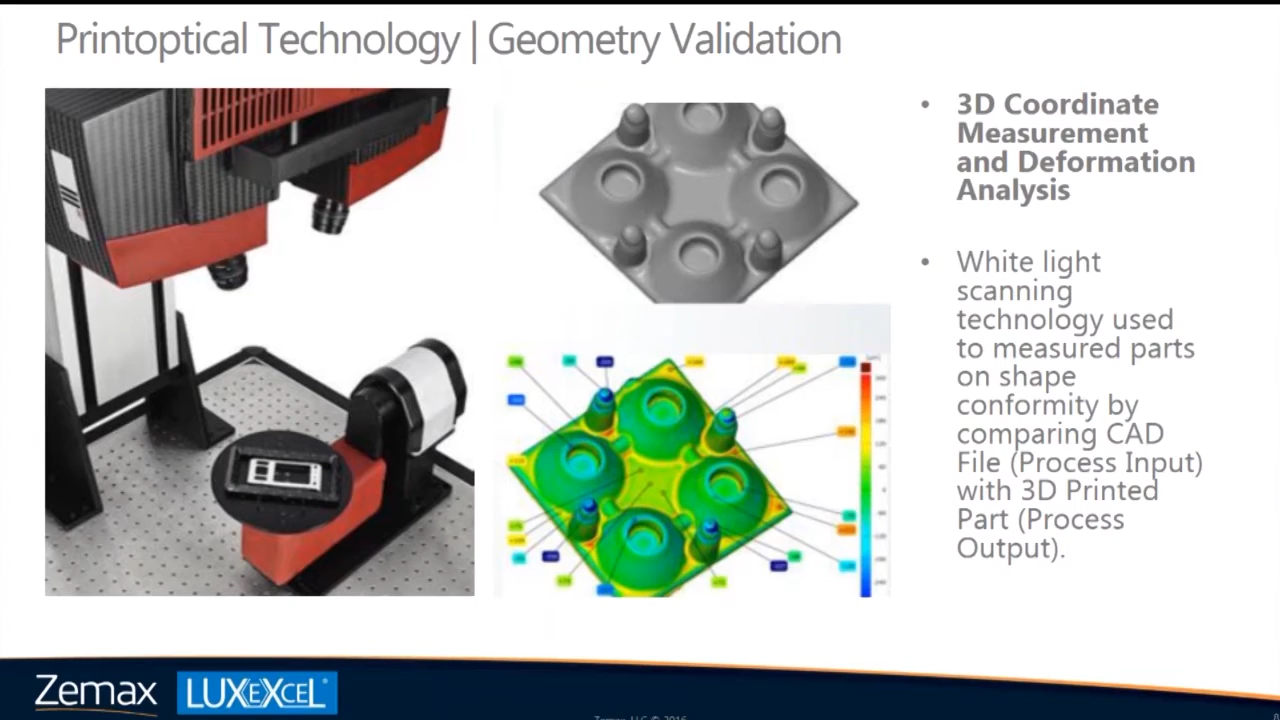 Printoptical Technology | Geometry Validation
• 3D Coordinate
Measurement
and Deformation
Analysis
• White light
scanning
technology used
to measured parts
on shape
conformity by
comparing CAD
File (Process Input)
with 3D Printed
Part (Process
Output).
Zemax
LUXEXCEL®